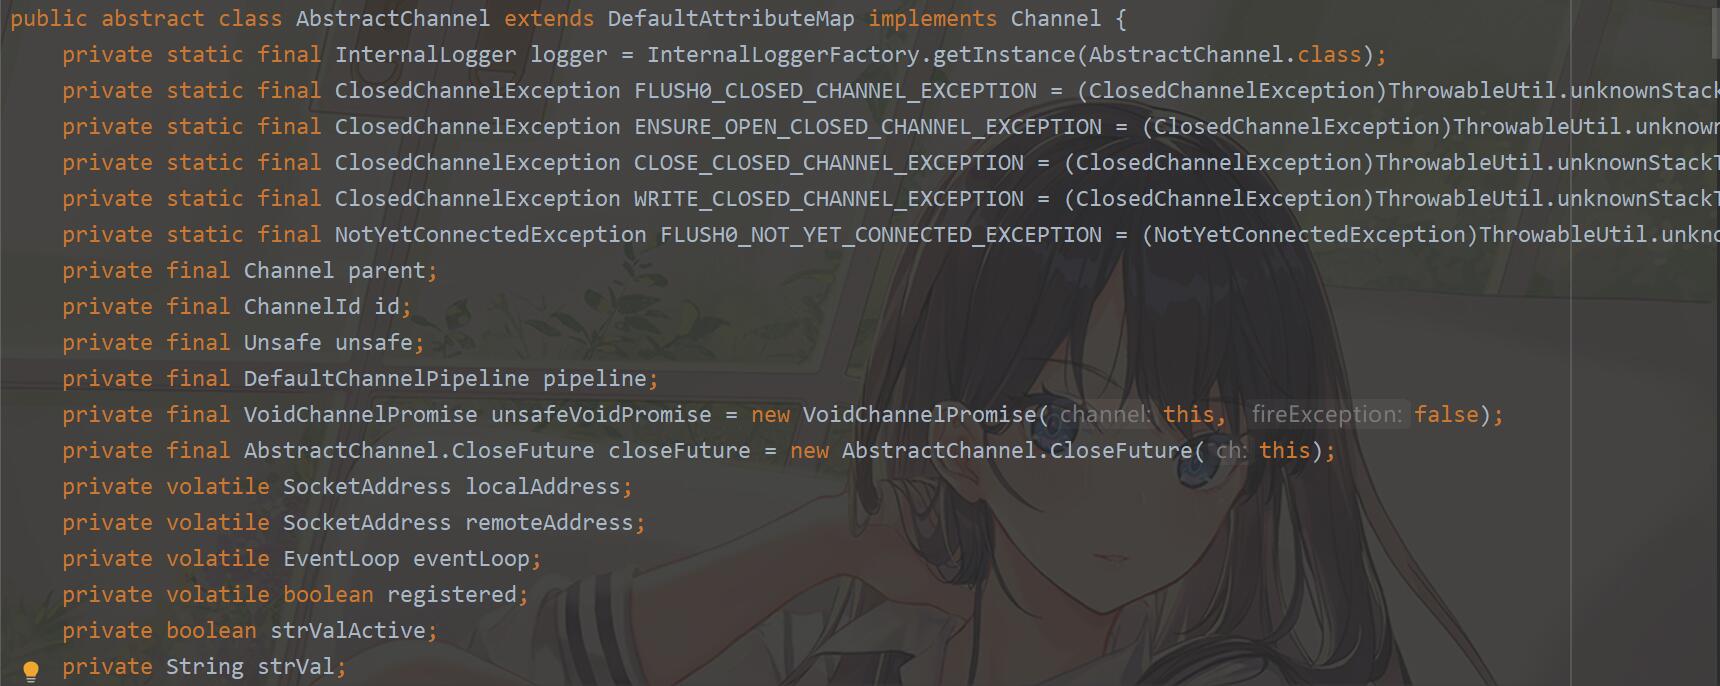 public abstract class AbstractChannel extends DefaultAttributeMap implements Channel {
private static final InternalLogger logger = InternalLoggerFactory.getInstance(AbstractChannel.class);
private static final ClosedChannelException FLUSH0_CLOSED_CHANNEL_EXCEPTION = (ClosedChannelException)ThrowableUtil.unknownStack
private static final ClosedChannelException ENSURE_OPEN_CLOSED_CHANNEL_EXCEPTION = (ClosedChannelException)ThrowableUtil.unknown
private static final ClosedChannelException CLOSE_CLOSED_CHANNEL_EXCEPTION = (ClosedChannelException)ThrowableUtil.unknownStackT
private static final ClosedChannelException WRITE_CLOSED_CHANNEL_EXCEPTION = (ClosedChannelException)ThrowableUtil.unknownStackT
private static final NotYetConnectedException FLUSH0_NOT_YET_CONNECTED_EXCEPTION = (NotYetConnectedException)ThrowableUtil.unkno
private final Channel parent;
private final ChannelId id;
private final Unsafe unsafe;
private final DefaultChannelPipeline pipeline;
private final VoidChannelPromise unsafeVoidPromise = new VoidChannelPromise( channel: this, fireException: false);
private final AbstractChannel.CloseFuture closeFuture = new AbstractChannel.CloseFuture( ch: this);
private volatile SocketAddress localAddress;
private volatile SocketAddress remoteAddress;
private volatile EventLoop eventLoop;
private volatile boolean registered;
private boolean strValActive;
private String strVal;